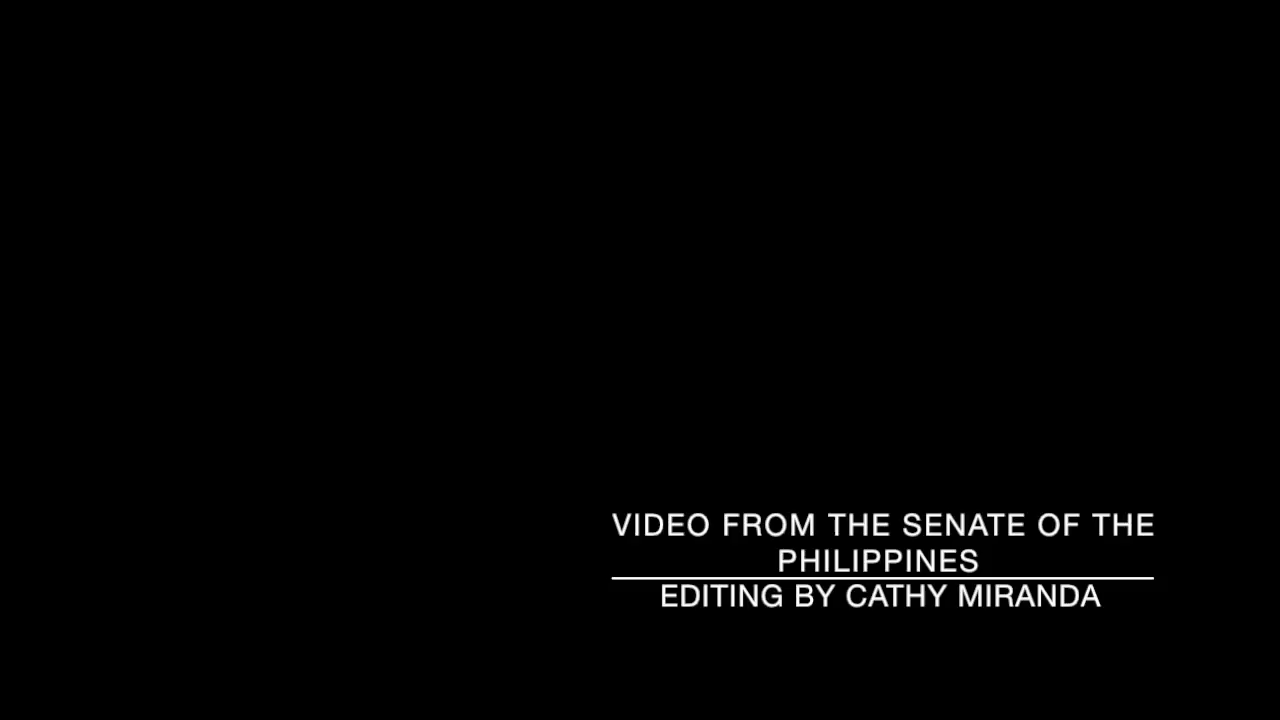 VIDEO FROM THE SENATE OF THE
PHILIPPINES
EDITING BY CATHY MIRANDA